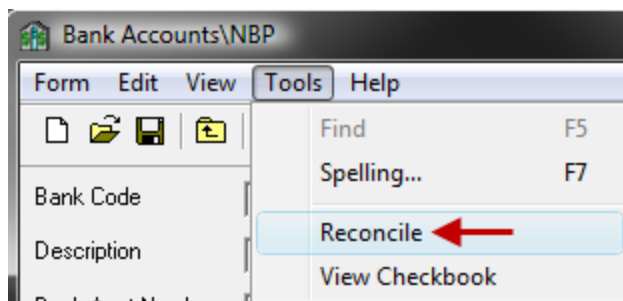 Bank Accounts\NBP
Form Edit View Tools Help
Find F5
Spelling... F7
Bank Code
Reconcile
Description
View Checkbook